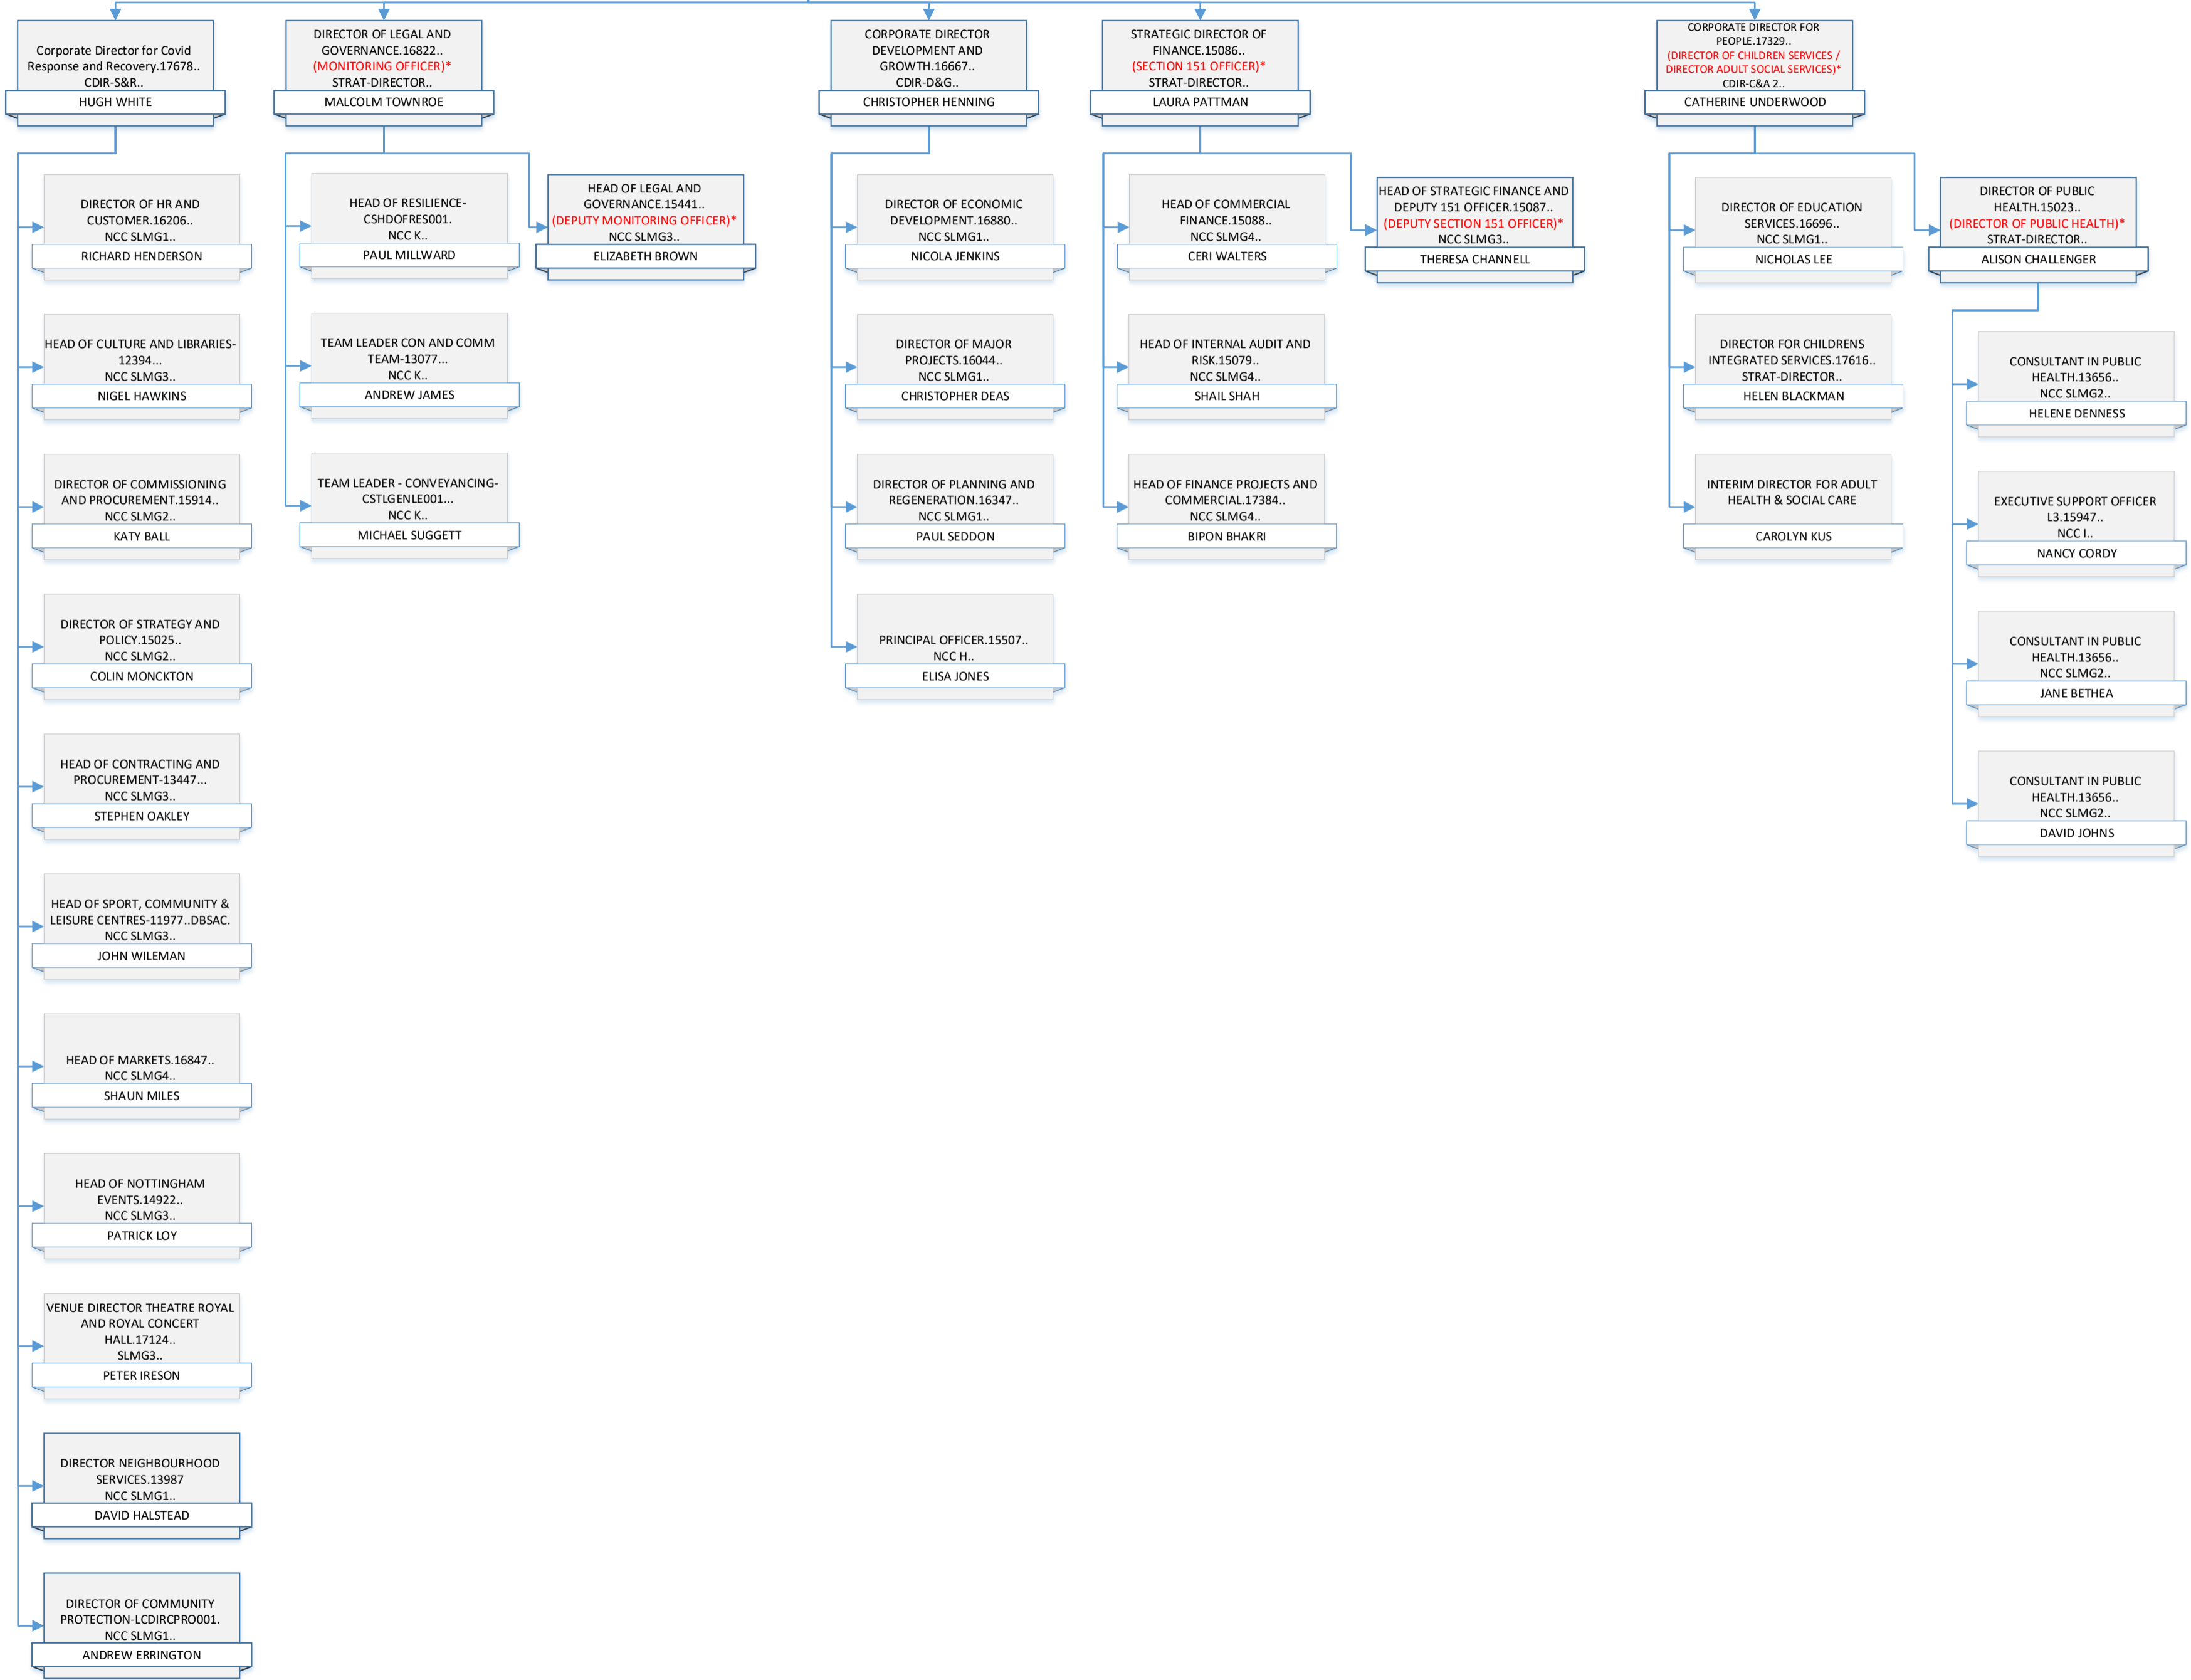 Corporate Director for Covid
Response and Recovery.17678..
CDIR-S&R..
HUGH WHITE
DIRECTOR OF HR AND
CUSTOMER.16206..
NCC SLMG1..
RICHARD HENDERSON
HEAD OF CULTURE AND LIBRARIES-
12394...
NCC SLMG3..
NIGEL HAWKINS
DIRECTOR OF COMMISSIONING
AND PROCUREMENT.15914..
NCC SLMG2..
KATY BALL
DIRECTOR OF STRATEGY AND
POLICY.15025..
NCC SLMG2..
COLIN MONCKTON
HEAD OF CONTRACTING AND
PROCUREMENT-13447...
NCC SLMG3..
STEPHEN OAKLEY
HEAD OF SPORT, COMMUNITY &
LEISURE CENTRES-11977..DBSAC.
NCC SLMG3..
JOHN WILEMAN
HEAD OF MARKETS.16847..
NCC SLMG4..
SHAUN MILES
HEAD OF NOTTINGHAM
EVENTS.14922..
NCC SLMG3..
PATRICK LOY
VENUE DIRECTOR THEATRE ROYAL
AND ROYAL CONCERT
HALL.17124..
SLMG3..
PETER IRESON
DIRECTOR NEIGHBOURHOOD
SERVICES.13987
NCC SLMG1..
DAVID HALSTEAD
DIRECTOR OF COMMUNITY
PROTECTION-LCDIRCPRO001.
NCC SLMG1..
ANDREW ERRINGTON
DIRECTOR OF LEGAL AND
GOVERNANCE.16822..
(MONITORING OFFICER)*
STRAT-DIRECTOR..
MALCOLM TOWNROE
HEAD OF RESILIENCE-
CSHDOFRES001.
NCC K..
PAUL MILLWARD
TEAM LEADER CON AND COMM
TEAM-13077...
NCC K..
ANDREW JAMES
TEAM LEADER - CONVEYANCING-
CSTLGENLE001...
NCC K..
MICHAEL SUGGETT
HEAD OF LEGAL AND
GOVERNANCE.15441..
(DEPUTY MONITORING OFFICER)*
NCC SLMG3..
ELIZABETH BROWN
CORPORATE DIRECTOR
DEVELOPMENT AND
GROWTH.16667..
CDIR-D&G..
CHRISTOPHER HENNING
DIRECTOR OF ECONOMIC
DEVELOPMENT.16880..
NCC SLMG1..
NICOLA JENKINS
DIRECTOR OF MAJOR
PROJECTS.16044..
NCC SLMG1..
CHRISTOPHER DEAS
DIRECTOR OF PLANNING AND
REGENERATION.16347..
NCC SLMG1..
PAUL SEDDON
PRINCIPAL OFFICER.15507..
NCC H..
ELISA JONES
STRATEGIC DIRECTOR OF
FINANCE.15086..
(SECTION 151 OFFICER)*
STRAT-DIRECTOR..
LAURA PATTMAN
HEAD OF COMMERCIAL
FINANCE.15088..
NCC SLMG4..
CERI WALTERS
HEAD OF INTERNAL AUDIT AND
RISK.15079..
NCC SLMG4..
SHAIL SHAH
HEAD OF FINANCE PROJECTS AND
COMMERCIAL.17384..
NCC SLMG4..
BIPON BHAKRI
HEAD OF STRATEGIC FINANCE AND
DEPUTY 151 OFFICER.15087..
(DEPUTY SECTION 151 OFFICER)*
NCC SLMG3..
THERESA CHANNELL
CORPORATE DIRECTOR FOR
PEOPLE.17329..
(DIRECTOR OF CHILDREN SERVICES /
DIRECTOR ADULT SOCIAL SERVICES)*
CDIR-C&A 2..
CATHERINE UNDERWOOD
DIRECTOR OF EDUCATION
SERVICES.16696..
NCC SLMG1..
NICHOLAS LEE
DIRECTOR FOR CHILDRENS
INTEGRATED SERVICES.17616..
STRAT-DIRECTOR..
HELEN BLACKMAN
INTERIM DIRECTOR FOR ADULT
HEALTH & SOCIAL CARE
CAROLYN KUS
DIRECTOR OF PUBLIC
HEALTH.15023..
(DIRECTOR OF PUBLIC HEALTH)*
STRAT-DIRECTOR..
ALISON CHALLENGER
CONSULTANT IN PUBLIC
HEALTH.13656..
NCC SLMG2..
HELENE DENNESS
EXECUTIVE SUPPORT OFFICER
L3.15947..
NCC I..
NANCY CORDY
CONSULTANT IN PUBLIC
HEALTH.13656..
NCC SLMG2..
JANE BETHEA
CONSULTANT IN PUBLIC
HEALTH.13656..
NCC SLMG2..
DAVID JOHNS